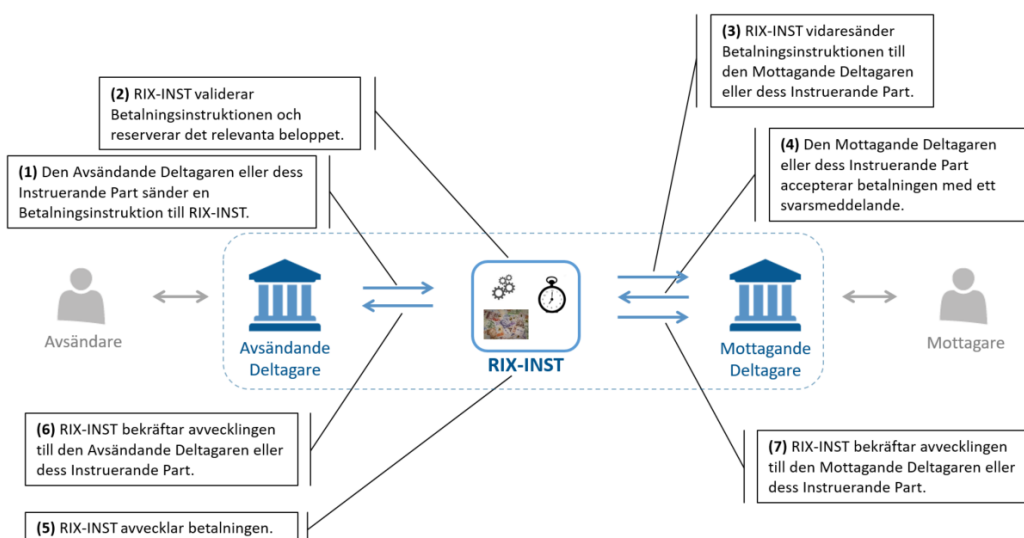 (3) RIX-INST vidaresänder
Betalningsinstruktionen till
den Mottagande Deltagaren
eller dess Instruerande Part.
(2) RIX-INST validerar
Betalningsinstruktionen och
reserverar det relevanta beloppet.
(4) Den Mottagande Deltagaren
eller dess Instruerande Part
accepterar betalningen med ett
svarsmeddelande.
(1) Den Avsändande Deltagaren eller dess
Instruerande Part sänder en
Betalningsinstruktion till RIX-INST.
Avsändare
Avsändande
Deltagare
RIX-INST
Mottagande
Deltagare
Mottagare
(6) RIX-INST bekräftar avvecklingen
till den Avsändande Deltagaren eller
dess Instruerande Part.
(7) RIX-INST bekräftar avvecklingen
till den Mottagande Deltagaren eller
dess Instruerande Part.
(5) RIX-INST avvecklar betalningen.